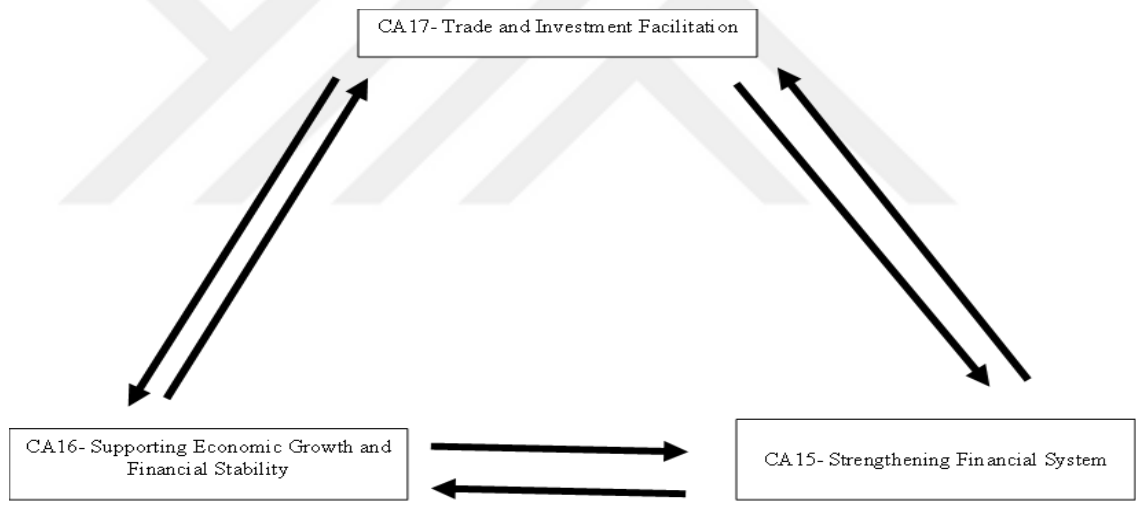 CA17- Trade and Investment Facilitation
CA16- Supporting Economic Growth and
Financial Stability
CA15- Strengthening Financial System